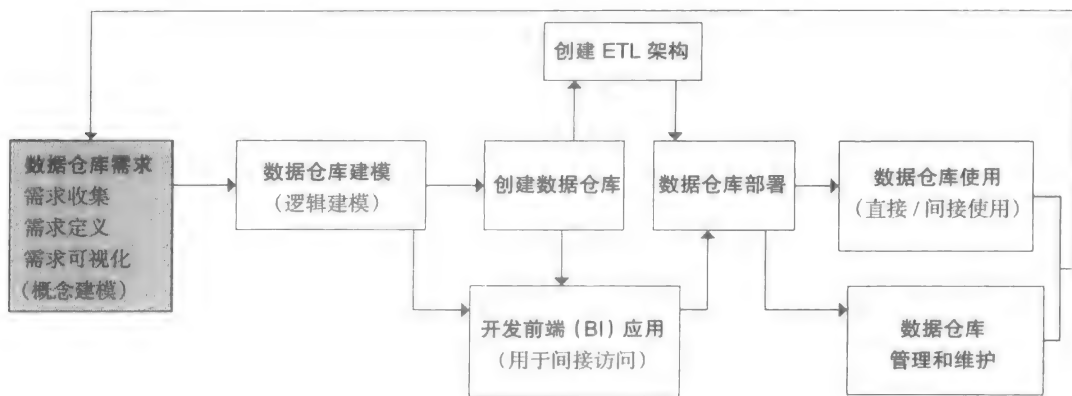 创建 ETL 架构
数据仓库需求
需求收集
需求定义
需求可视化
(概念建模)
数据仓库建模
(逻辑建模)
创建数据仓库
数据仓库部署
数据仓库使用
(直接 / 间接使用)
开发前端 (BI) 应用
(用于间接访问)
数据仓库
管理和维护